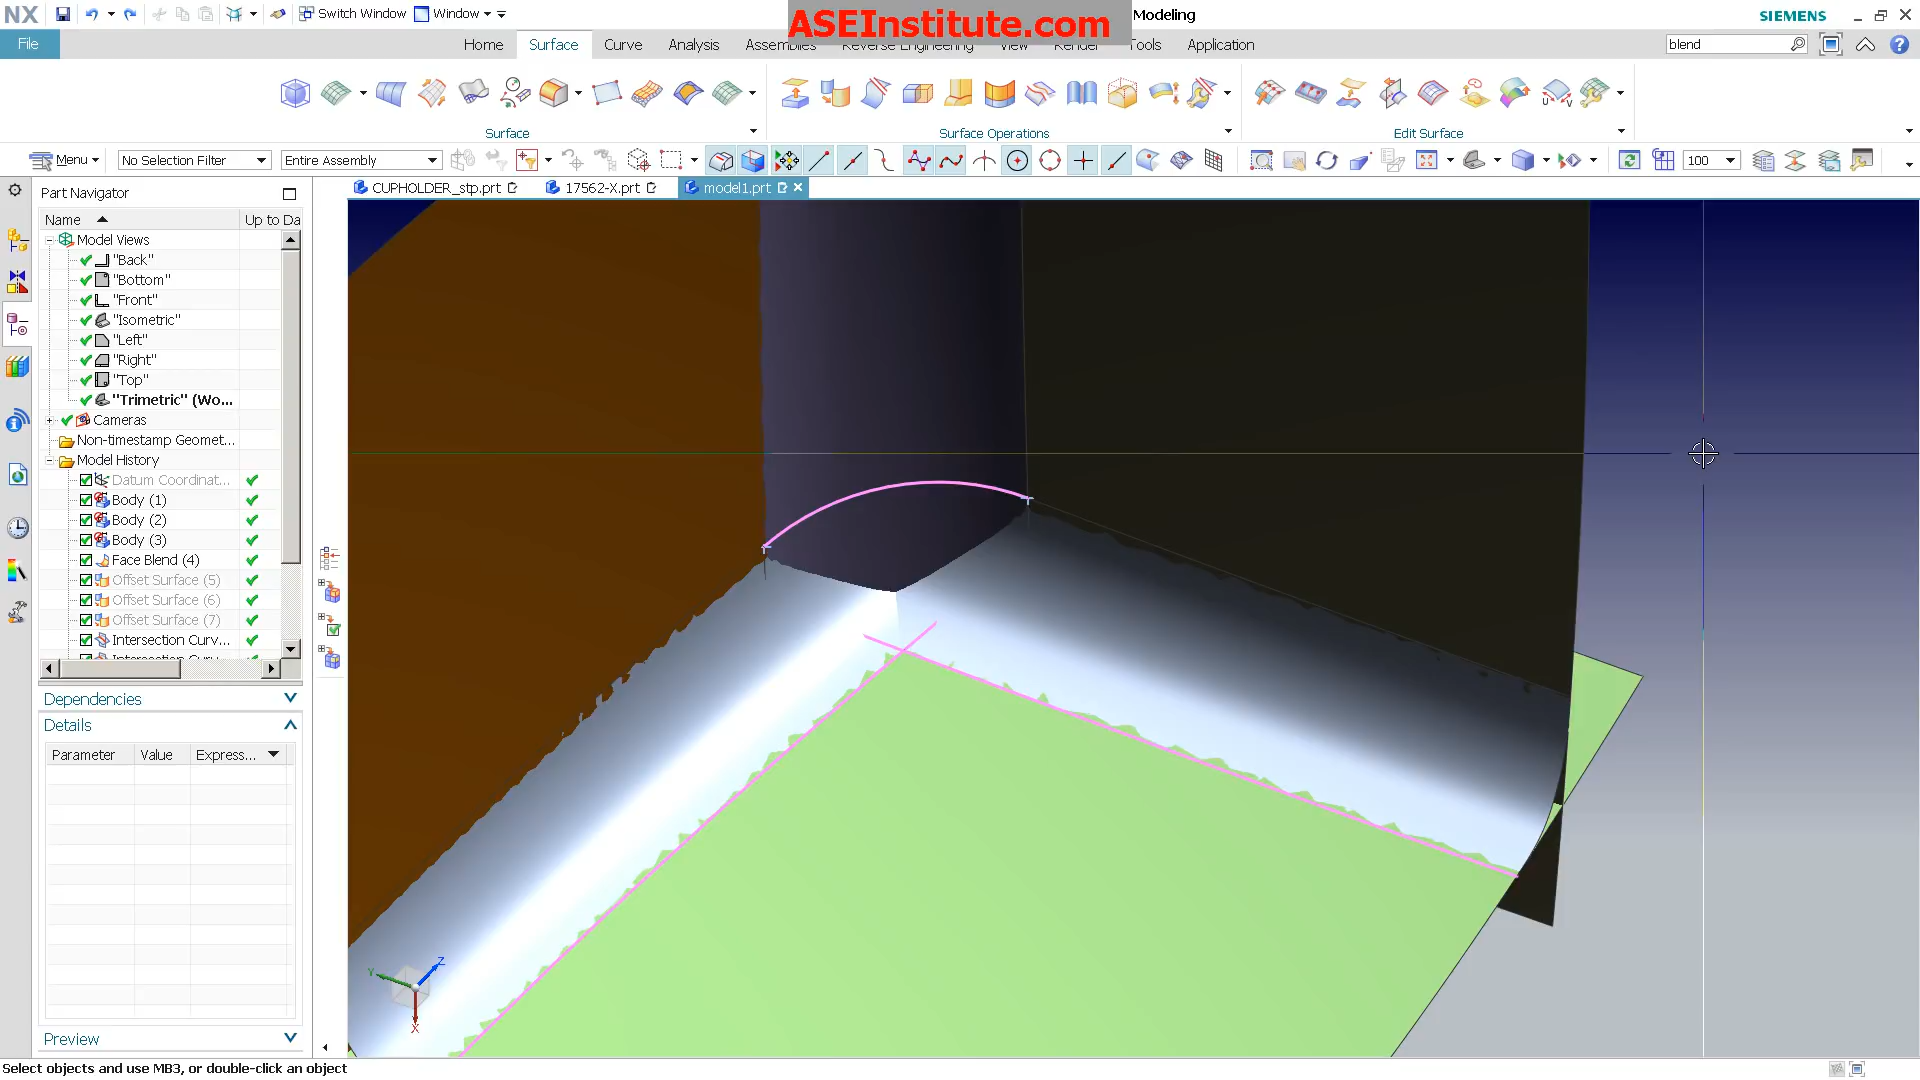 NX
Switch Window
Window
ASEInstitute.com
Modeling
SIEMENS
File
Home
Surface
Curve
Analysis
Assemblies
Reverse Engineering
View
Render
Tools
Application
blend
Surface
Surface Operations
Edit Surface
Menu
No Selection Filter
Entire Assembly
100
Part Navigator
CUPHOLDER_stp.prt
17562-X.prt
model1.prt
Name
Up to Da
Model Views
"Back"
"Bottom"
"Front"
"Isometric"
"Left"
"Right"
"Top"
"Trimetric" (Wo...
Cameras
Non-timestamp Geomet...
Model History
Datum Coordinat...
Body (1)
Body (2)
Body (3)
Face Blend (4)
Offset Surface (5)
Offset Surface (6)
Offset Surface (7)
Intersection Curv...
Dependencies
Details
Parameter
Value
Express...
Z
Y
X
Preview
Select objects and use MB3, or double-click an object